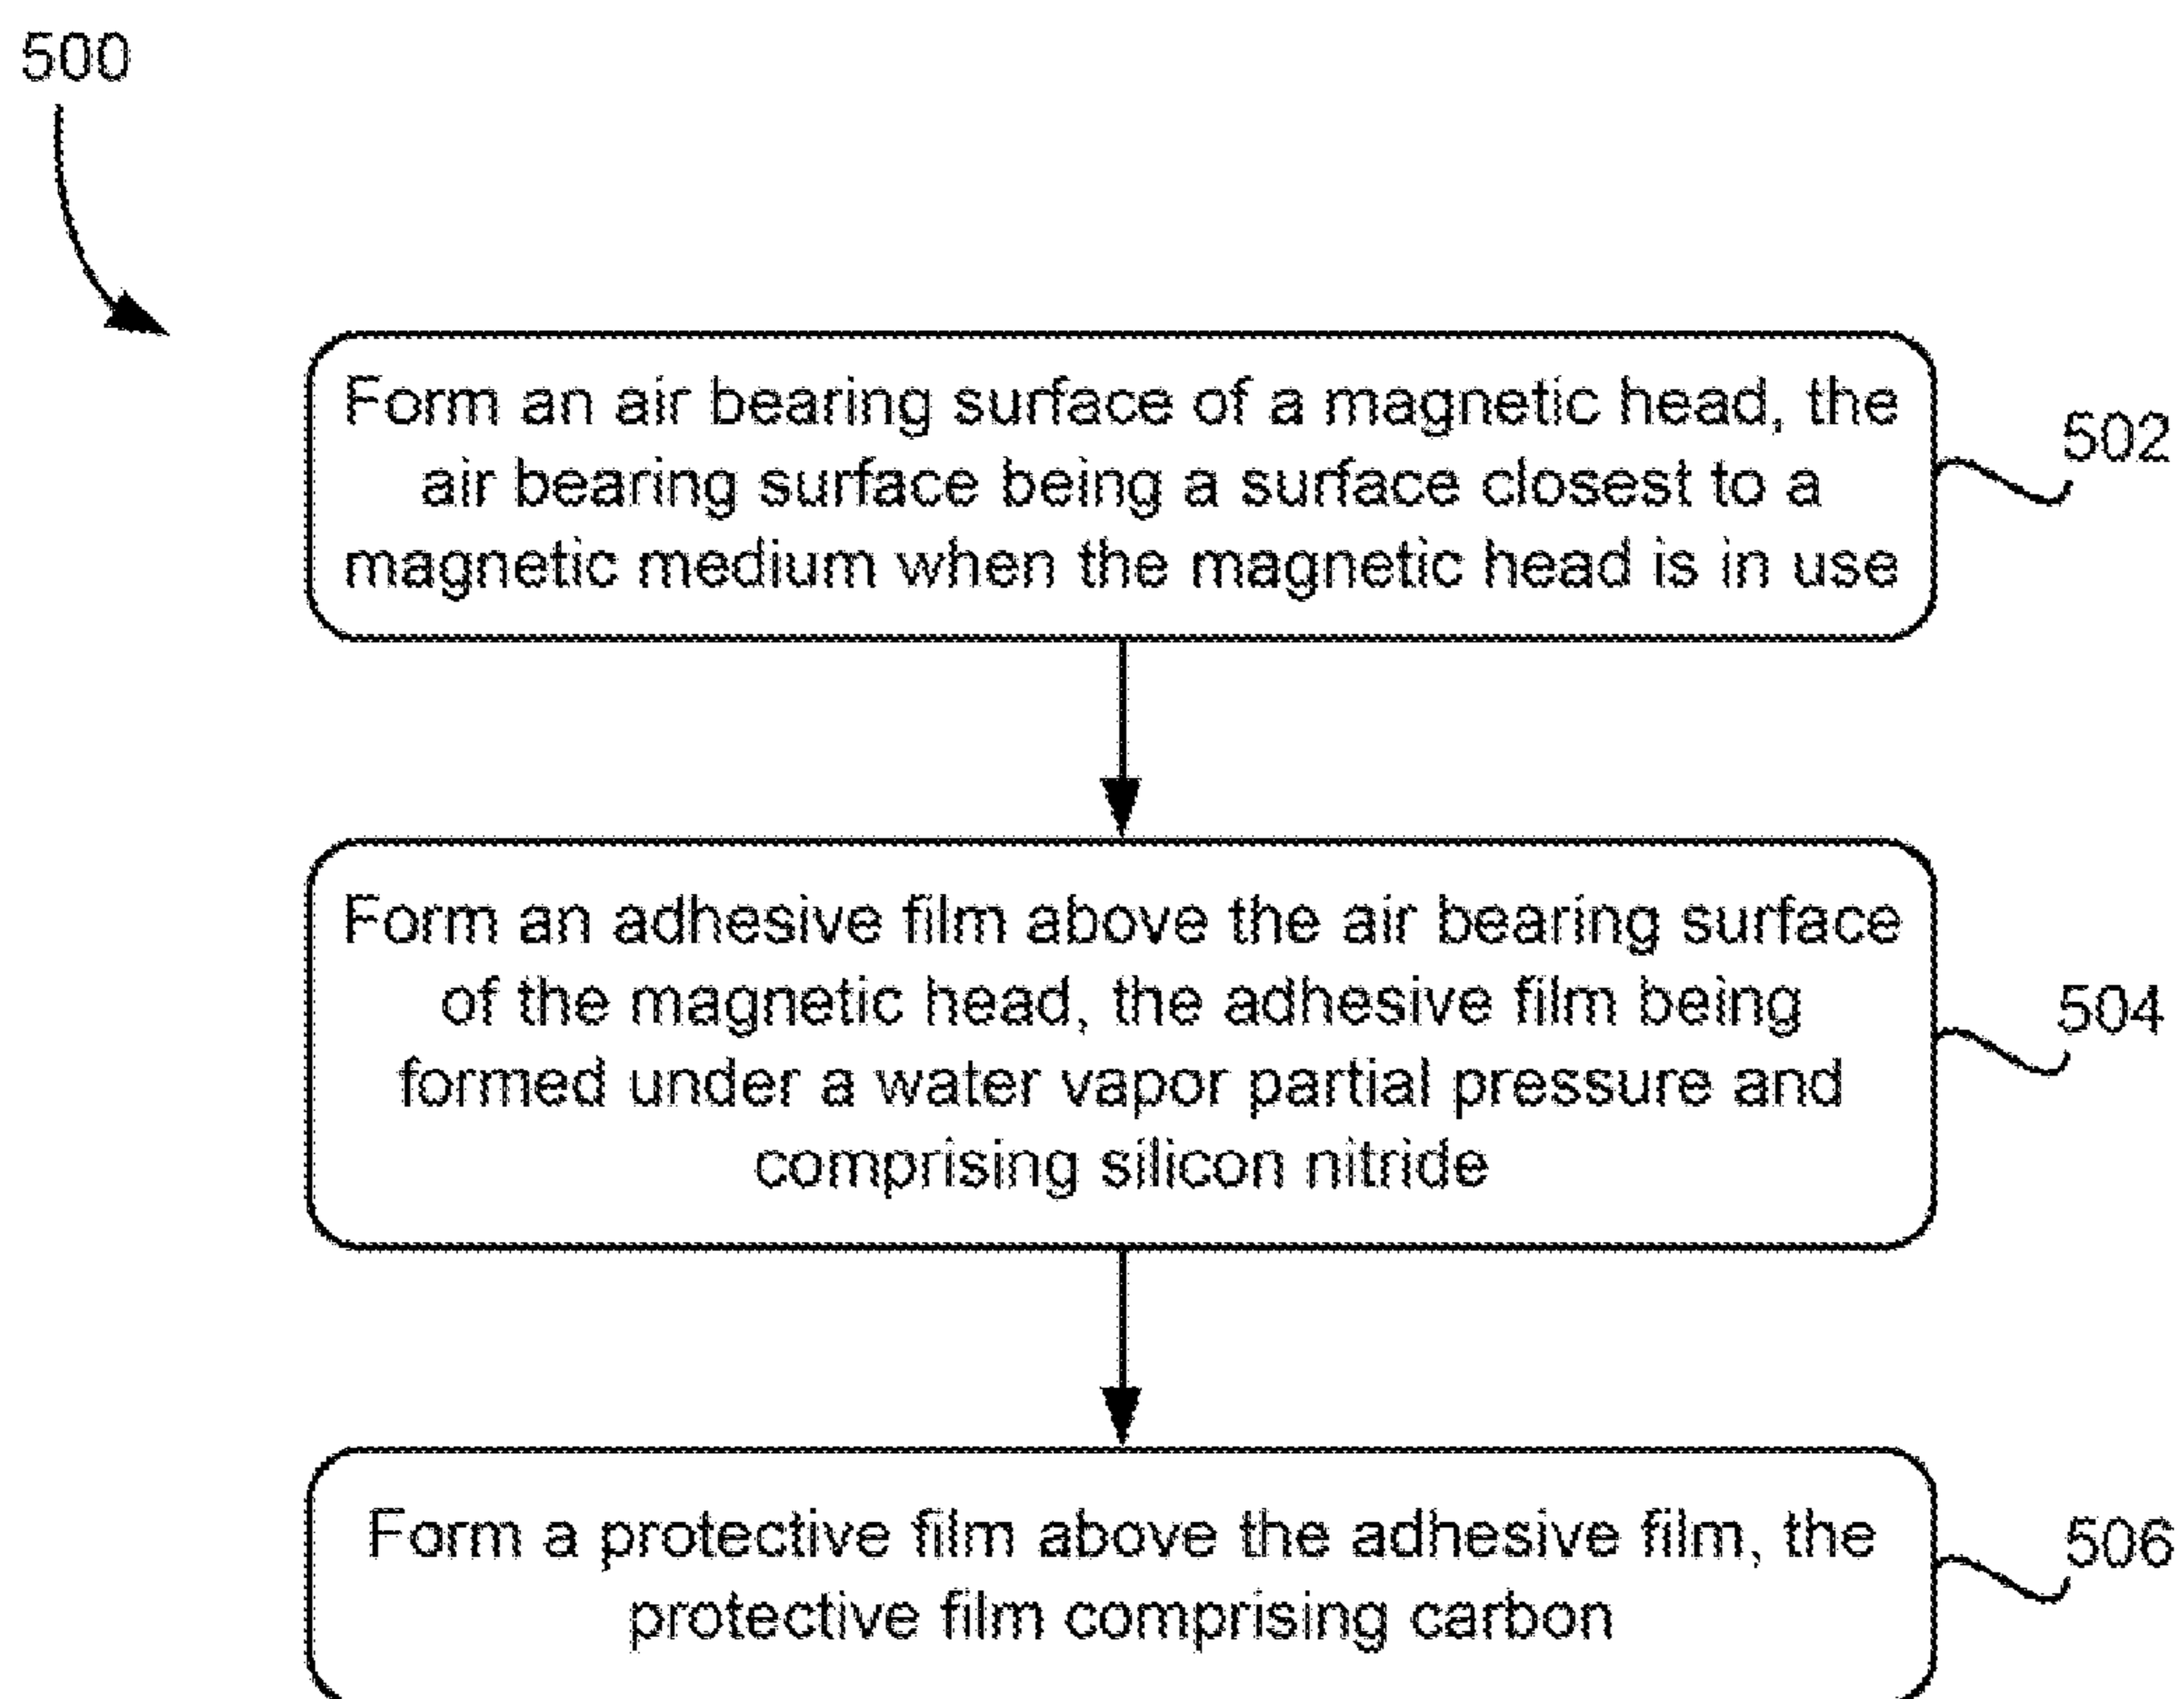 500
Form an air bearing surface of a magnetic head, the
air bearing surface being a surface closest to a
magnetic medium when the magnetic head is in use
502
Form an adhesive film above the air bearing surface
of the magnetic head, the adhesive film being
formed under a water vapor partial pressure and
comprising silicon nitride
504
Form a protective film above the adhesive film, the
protective film comprising carbon
506